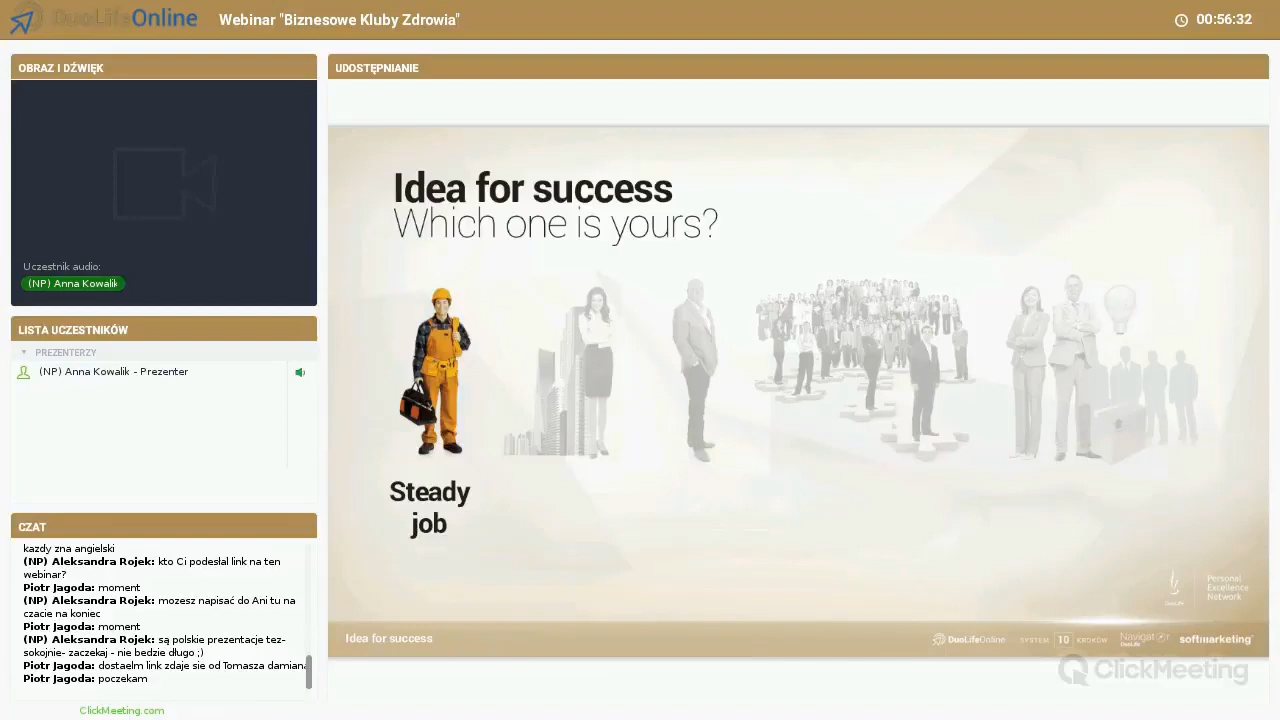 DuoLifeOnline
Webinar "Biznesowe Kluby Zdrowia"
00:56:32
OBRAZ I DŹWIĘK
Uczestnik audio:
(NP) Anna Kowalik
LISTA UCZESTNIKÓW
PREZENTERZY
(NP) Anna Kowalik - Prezenter
CZAT
kazdy zna angielski
(NP) Aleksandra Rojek: kto Ci podesłal link na ten
webinar?
Piotr Jagoda: moment
(NP) Aleksandra Rojek: mozesz napisać do Ani tu na
czacie na koniec
Piotr Jagoda: moment
(NP) Aleksandra Rojek: są polskie prezentacje tez-
sokojnie- zaczekaj - nie bedzie długo ;)
Piotr Jagoda: dostaelm link zdaje sie od Tomasza damiana
Piotr Jagoda: poczekam
ClickMeeting.com
UDOSTĘPNIANIE
Idea for success
Which one is yours?
Steady
job
DuoLife
Personal
Excellence
Network
Idea for success
DuoLifeOnline
SYSTEM 10 KROKÓW
Navigator
DuoLife
softmarketing
ClickMeeting